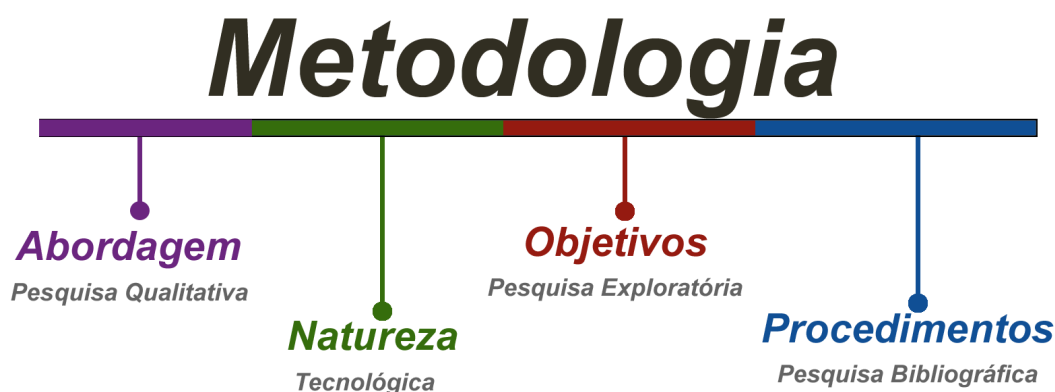 Metodologia
Abordagem
Pesquisa Qualitativa
Natureza
Tecnológica
Objetivos
Pesquisa Exploratória
Procedimentos
Pesquisa Bibliográfica